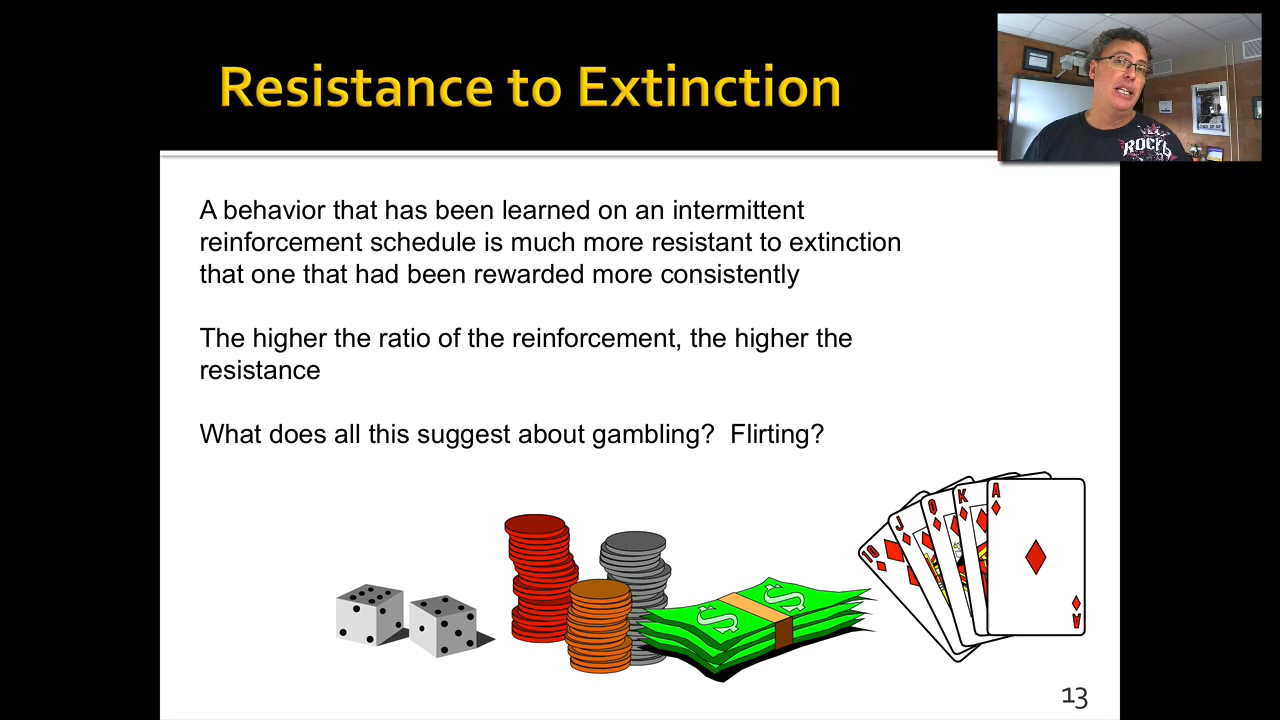 Resistance to Extinction
ROCK
A behavior that has been learned on an intermittent
reinforcement schedule is much more resistant to extinction
that one that had been rewarded more consistently
The higher the ratio of the reinforcement, the higher the
resistance
What does all this suggest about gambling?  Flirting?
10
J
Q
K
A
$
$
A
13